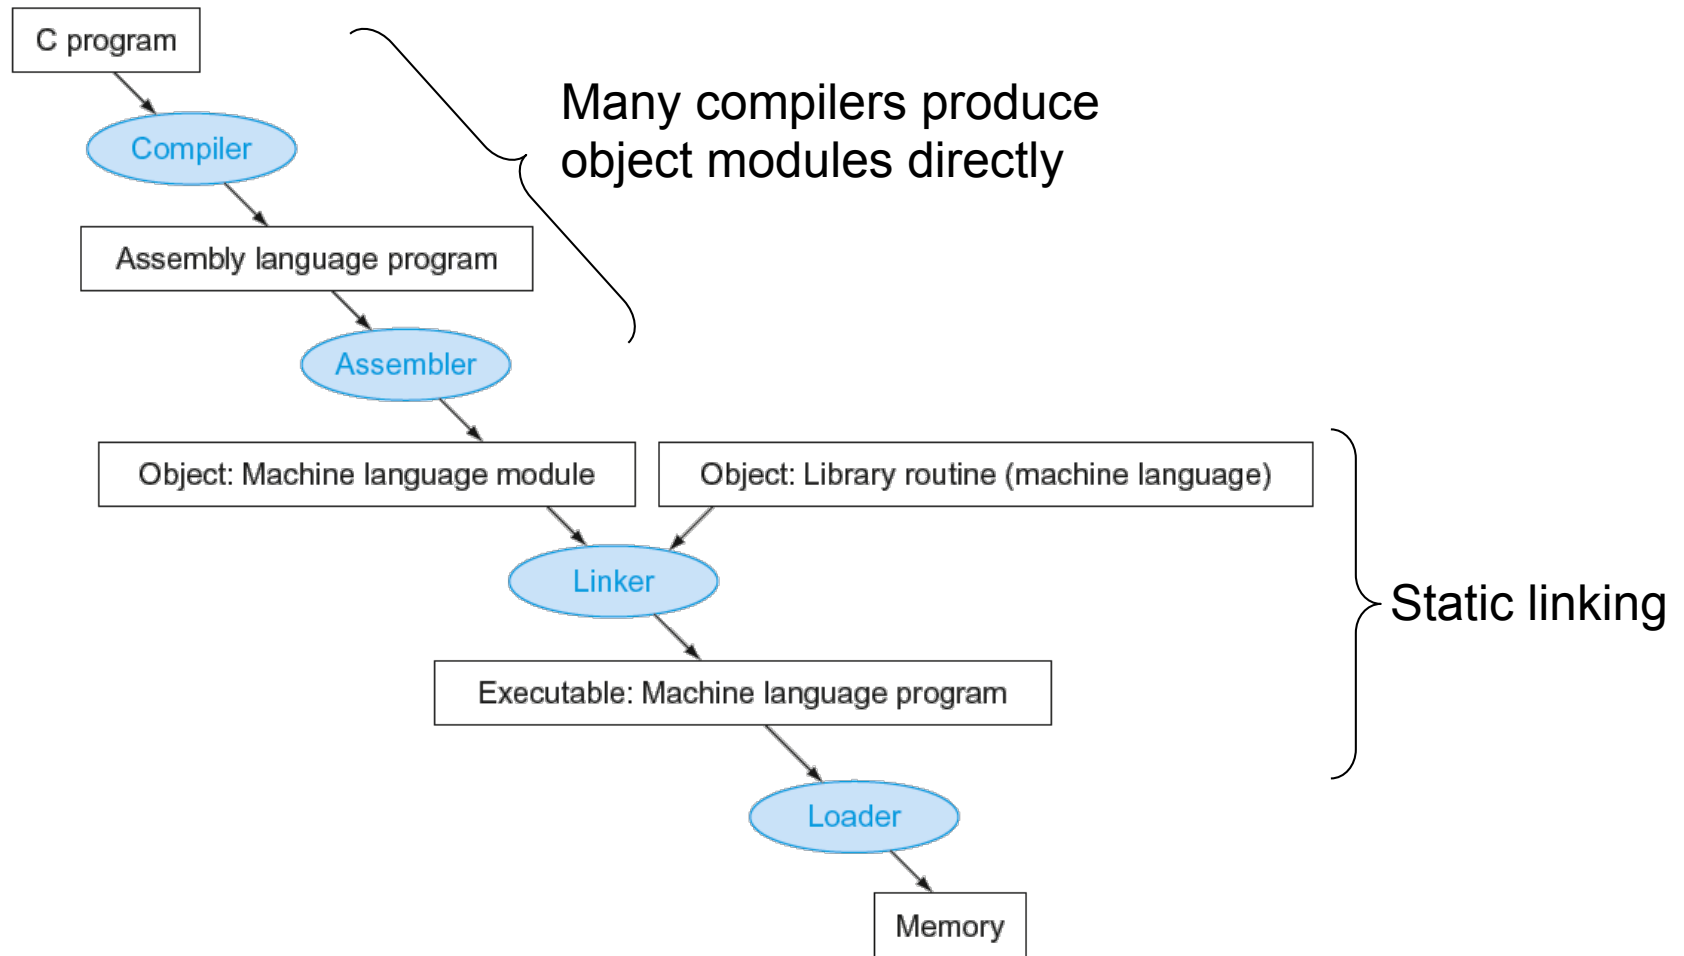 C program
Many compilers produce
object modules directly
Compiler
Assembly language program
Assembler
Object: Machine language module
Object: Library routine (machine language)
Linker
Static linking
Executable: Machine language program
Loader
Memory